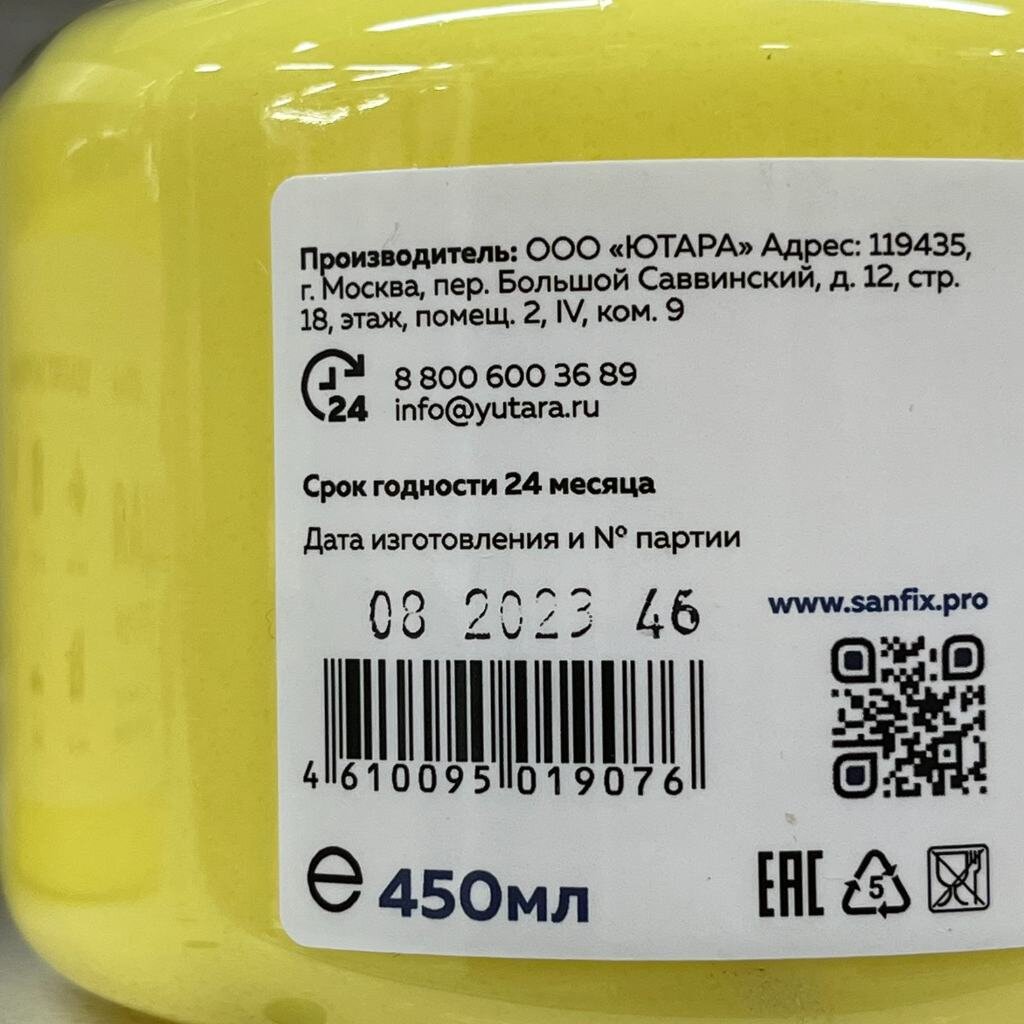 Производитель: ООО «ЮТАРА» Адрес: 119435,
г. Москва, пер. Большой Саввинский, д. 12, стр.
18, этаж, помещ. 2, IV, ком. 9
24
8 800 600 36 89
info@yutara.ru
Срок годности 24 месяца
Дата изготовления и № партии
08 2023 46
www.sanfix.pro
4 610095 019076
℮ 450мл
EAC
5